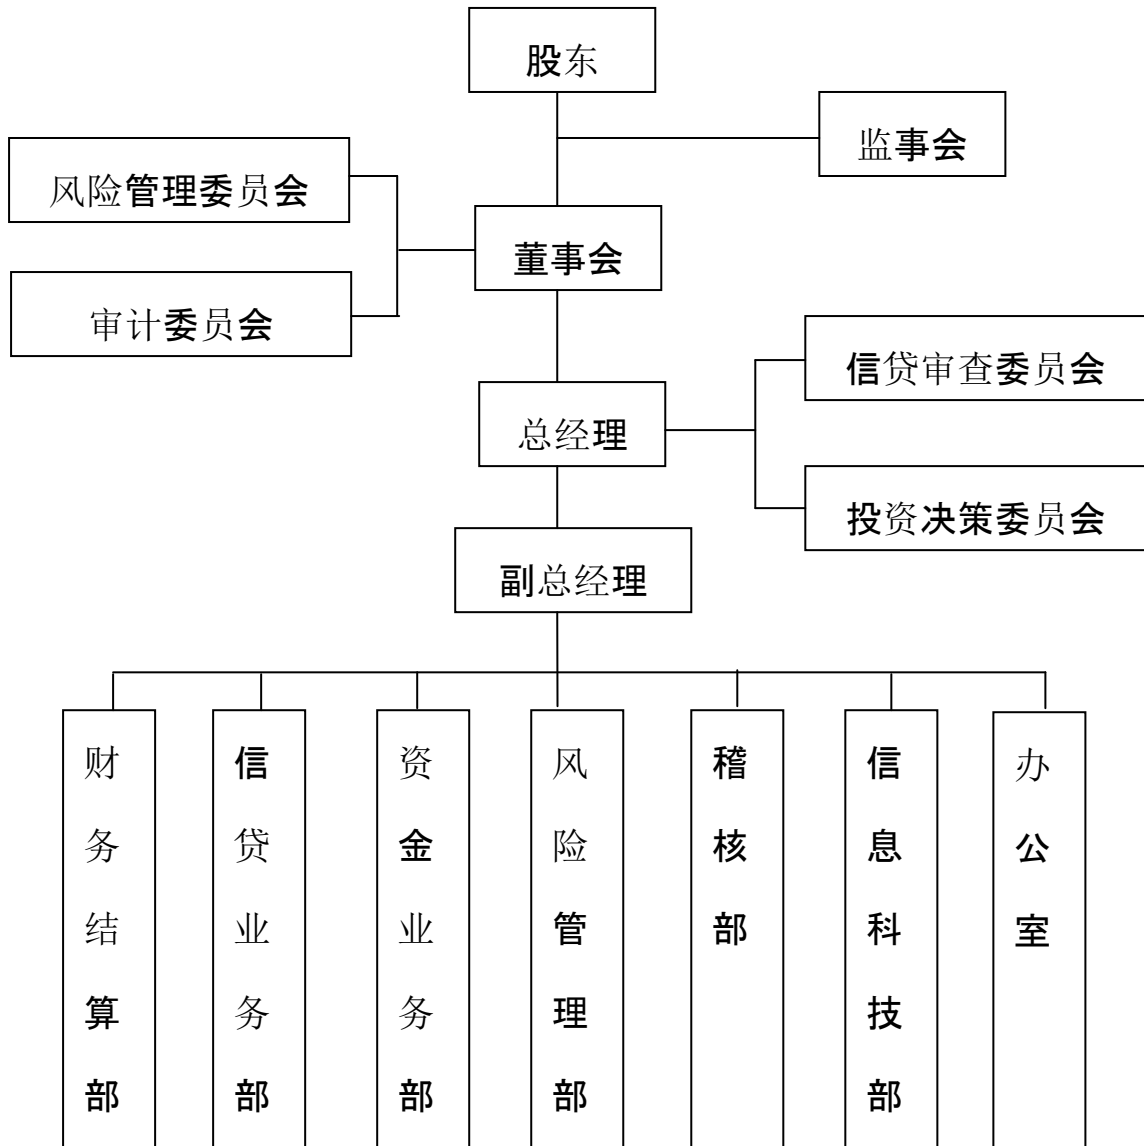 股东
监事会
风险管理委员会
董事会
审计委员会
信贷审查委员会
总经理
投资决策委员会
副总经理
财务结算部
信贷业务部
资金业务部
风险管理部
稽核部
信息科技部
办公室